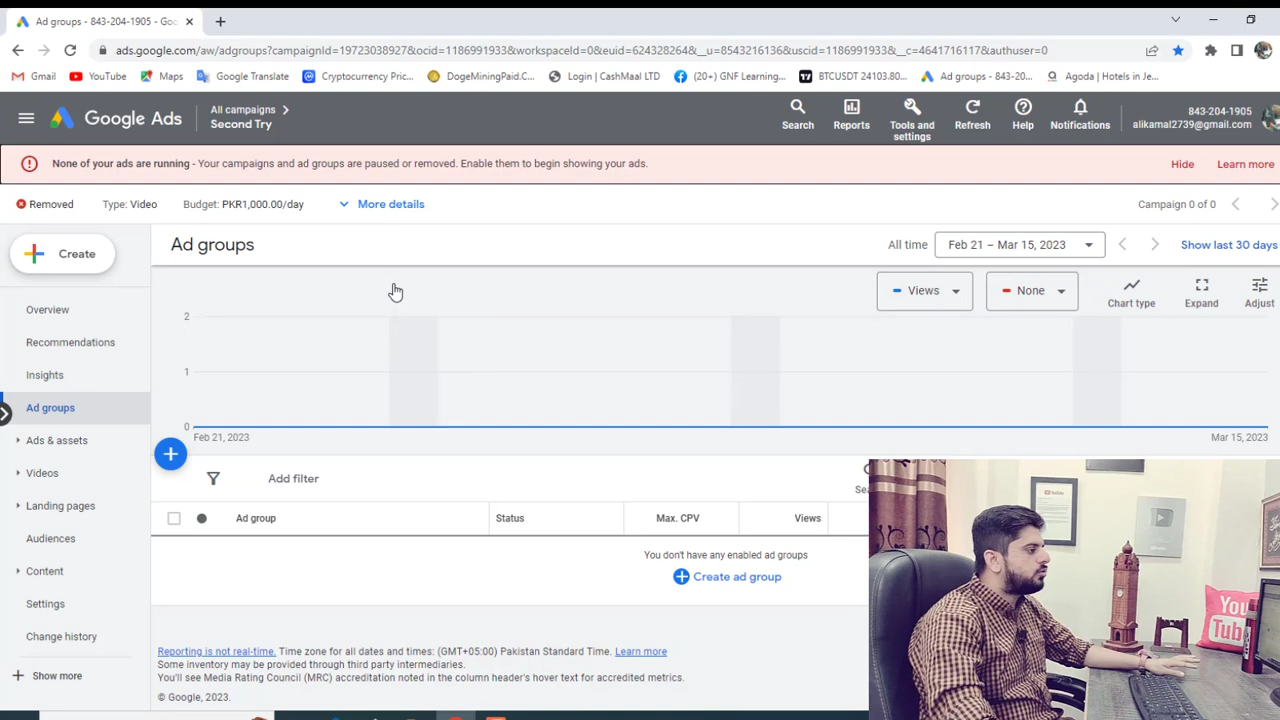 Ad groups - 843-204-1905 - Goo
ads.google.com/aw/adgroups?campaignId=19723038927&ocid=1186991933&workspaceId=0&euid=624328264&__u=8543216136&uscid=1186991933&__c=4641716117&authuser=0
Gmail YouTube Maps Google Translate Cryptocurrency Pric... DogeMiningPaid.C... Login | CashMaal LTD (20+) GNF Learning... BTCUSDT 24103.80... Ad groups - 843-20... Agoda | Hotels in Je...
Google Ads
All campaigns
Second Try
Search Reports Tools and settings Refresh Help Notifications
843-204-1905
alikamal2739@gmail.com
None of your ads are running - Your campaigns and ad groups are paused or removed. Enable them to begin showing your ads. Hide Learn more
Removed Type: Video Budget: PKR1,000.00/day More details Campaign 0 of 0
Create
Ad groups
All time Feb 21 – Mar 15, 2023 Show last 30 days
Views None Chart type Expand Adjust
Overview
Recommendations
Insights
Ad groups
Ads & assets
Videos
Landing pages
Audiences
Content
Settings
Change history
Show more
2
1
0
Feb 21, 2023 Mar 15, 2023
Add filter
Ad group Status Max. CPV Views
You don't have any enabled ad groups
Create ad group
Reporting is not real-time. Time zone for all dates and times: (GMT+05:00) Pakistan Standard Time. Learn more
Some inventory may be provided through third party intermediaries.
You'll see Media Rating Council (MRC) accreditation noted in the column header's hover text for accredited metrics.
© Google, 2023.
You
Tube